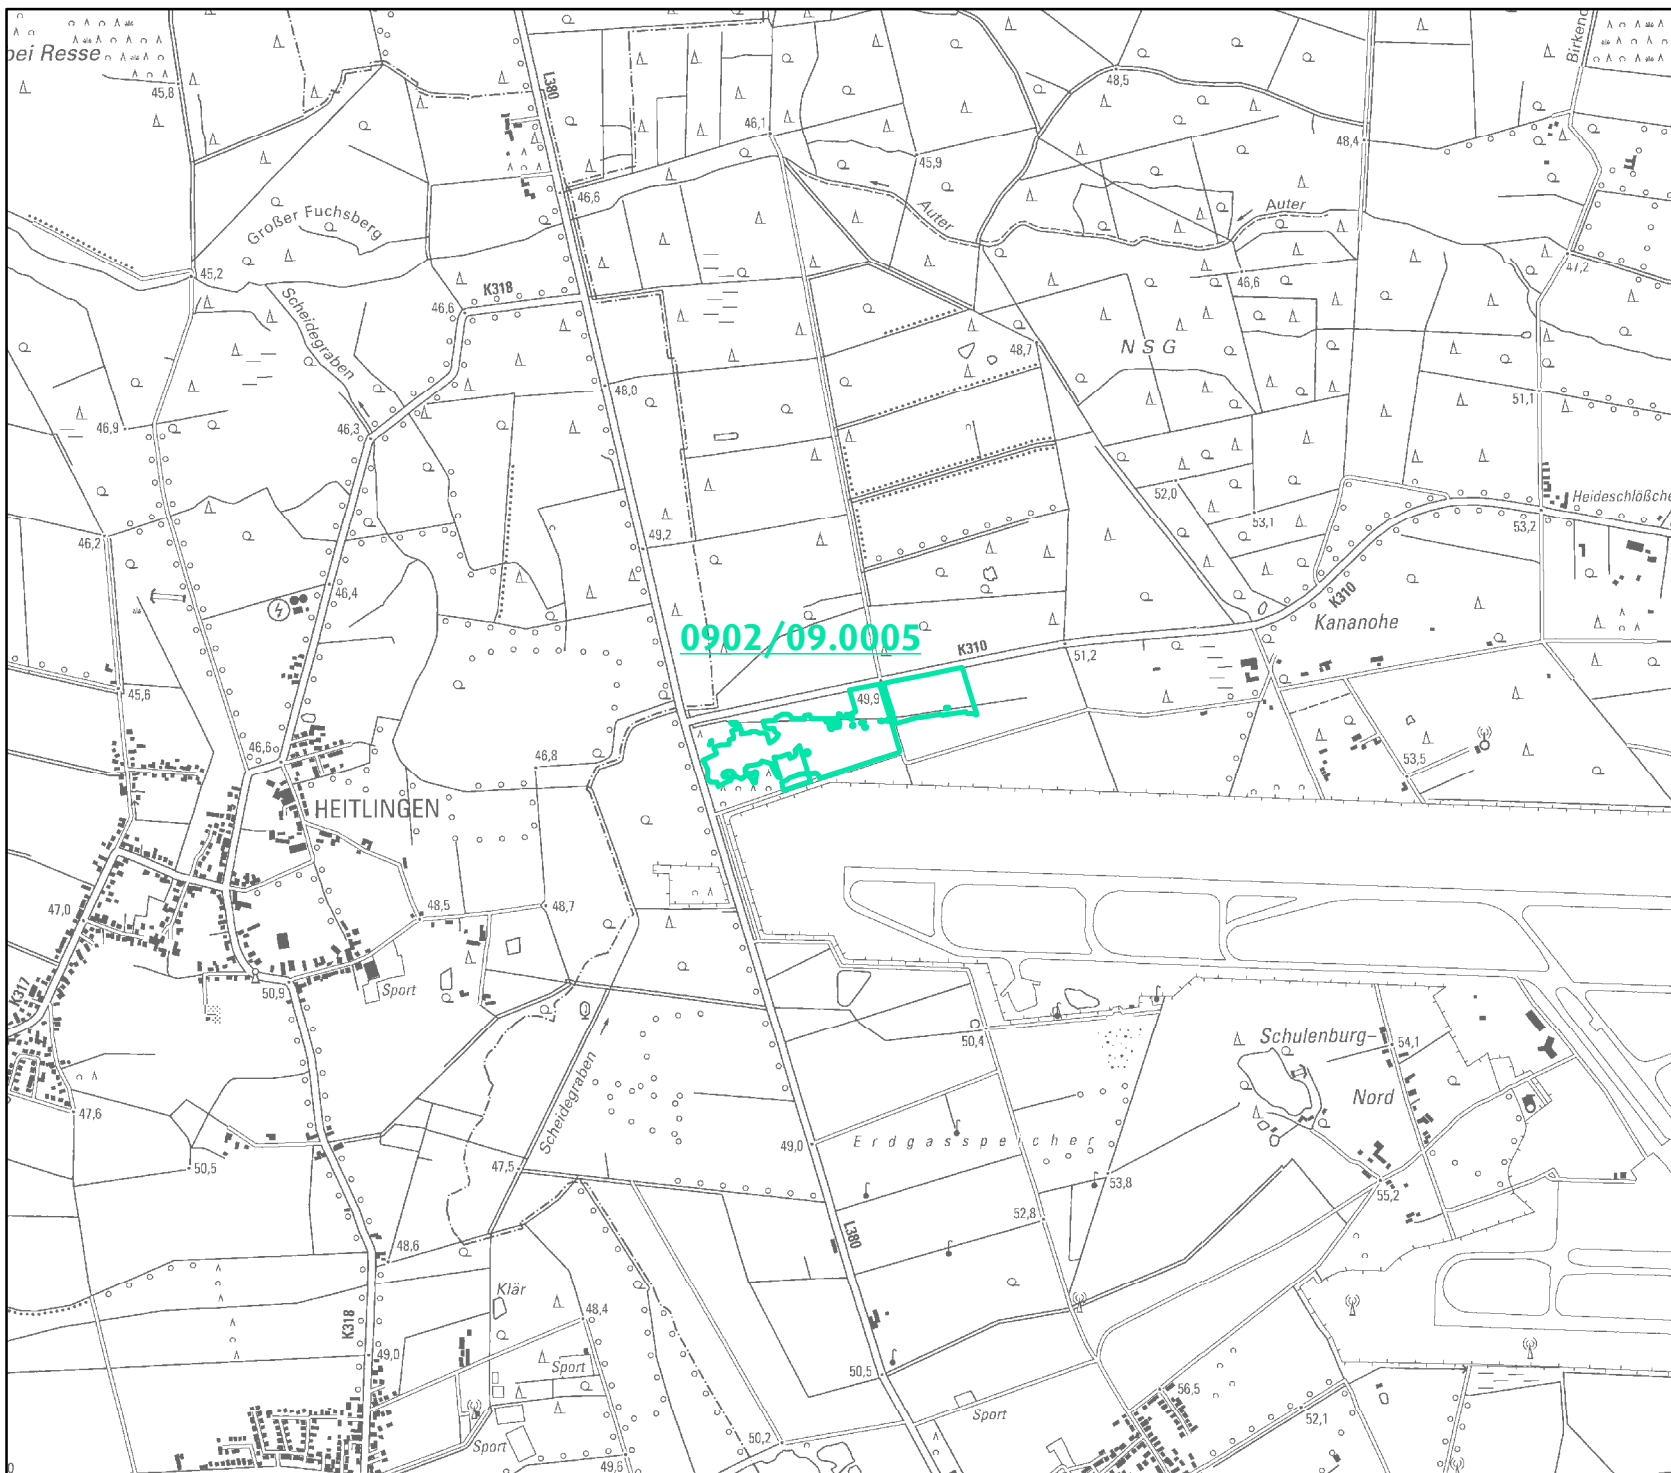 bei Resse
45,8
L380
46,1
45,9
48,5
48,4
Birkenc
46,6
Auter
Auter
Großer Fuchsberg
45,2
47,2
46,6
K318
46,6
Scheidegraben
48,7
N S G
46,9
46,3
48,0
51,1
52,0
53,1
Heideschlößche
53,2
46,2
49,2
46,4
0902/09.0005
K310
51,2
K310
Kananohe
45,6
49,9
46,6
46,8
53,5
HEITLINGEN
47,0
48,5
48,7
K317
50,9
Sport
50,4
Schulenburg-
54,1
Nord
47,6
Scheidegraben
49,0
Erdgasspeicher
50,5
47,5
53,8
55,2
52,8
L380
48,6
Klär
K318
48,4
49,0
Sport
50,5
56,5
Sport
52,1
Sport
50,2
49,6